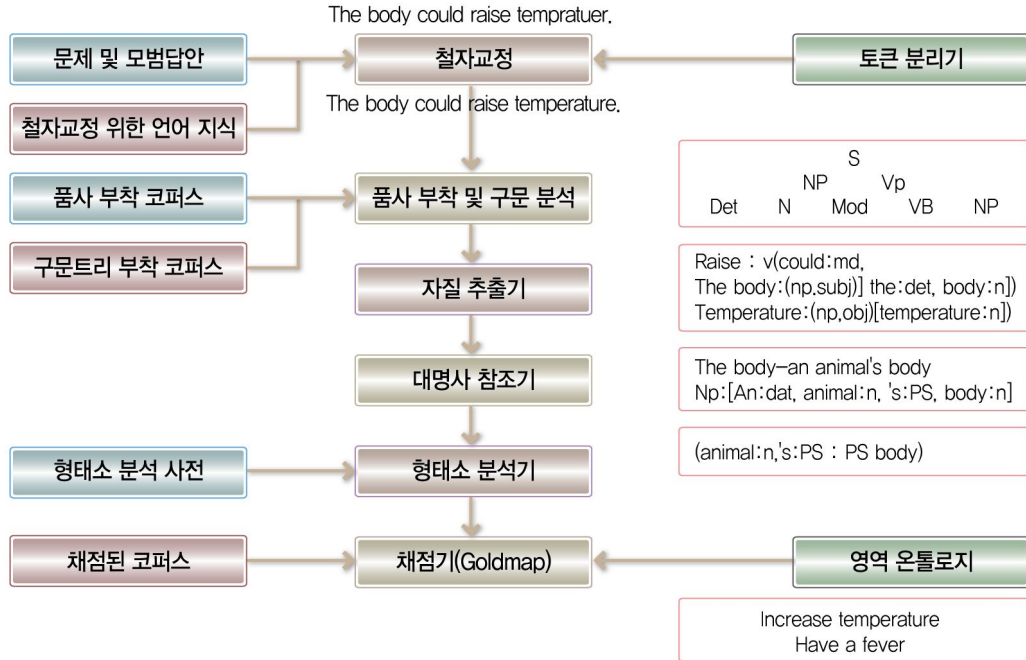 The body could raise tempratuer.
문제 및 모범답안
철자교정
토큰 분리기
The body could raise temperature.
철자교정 위한 언어 지식
S
NP Vp
Det N Mod VB NP
품사 부착 코퍼스
품사 부착 및 구문 분석
구문트리 부착 코퍼스
자질 추출기
Raise : v(could:md,
The body:(np.subj)] the:det, body:n])
Temperature:(np,obj)[temperature:n])
대명사 참조기
The body-an animal's body
Np:[An:dat, animal:n, 's:PS, body:n]
형태소 분석 사전
형태소 분석기
(animal:n,'s:PS : PS body)
채점된 코퍼스
채점기(Goldmap)
영역 온톨로지
Increase temperature
Have a fever